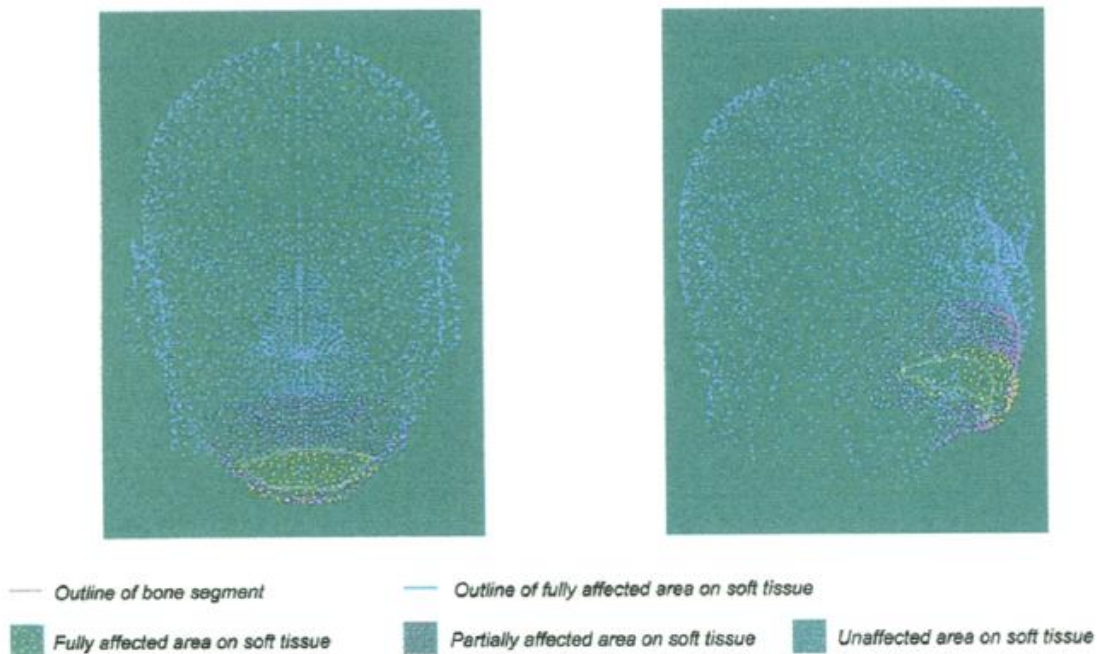 Outline of bone segment
Outline of fully affected area on soft tissue
Fully affected area on soft tissue
Partially affected area on soft tissue
Unaffected area on soft tissue